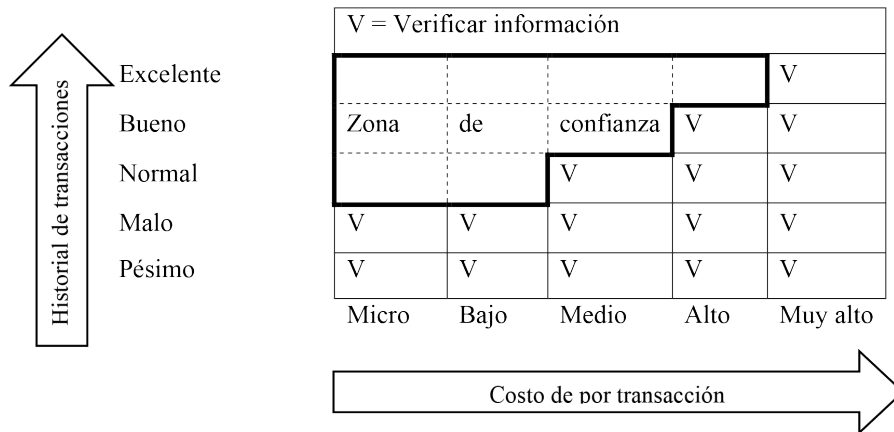 V = Verificar información
Excelente V
Bueno Zona de confianza V V
Normal V V V
Malo V V V V V
Pésimo V V V V V
Micro Bajo Medio Alto Muy alto
Historial de transacciones
Costo de por transacción